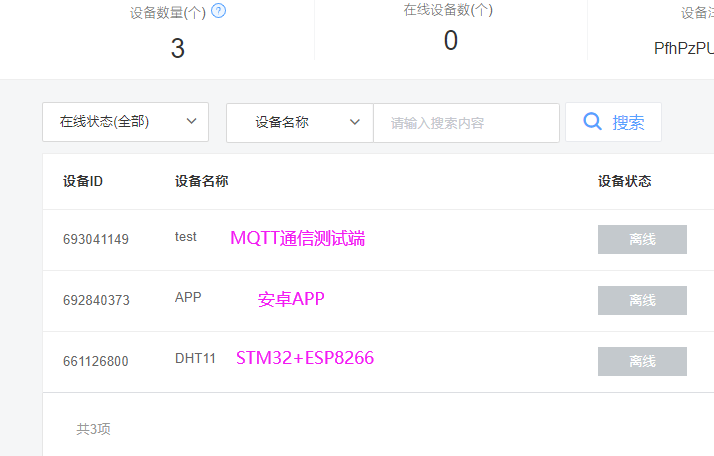 设备数量(个) ? 在线设备数(个) 设备注
3 0 PfhPzPU
在线状态(全部) 设备名称 请输入搜索内容 搜索
设备ID 设备名称 设备状态
693041149 test MQTT通信测试端 离线
692840373 APP 安卓APP 离线
661126800 DHT11 STM32+ESP8266 离线
共3项